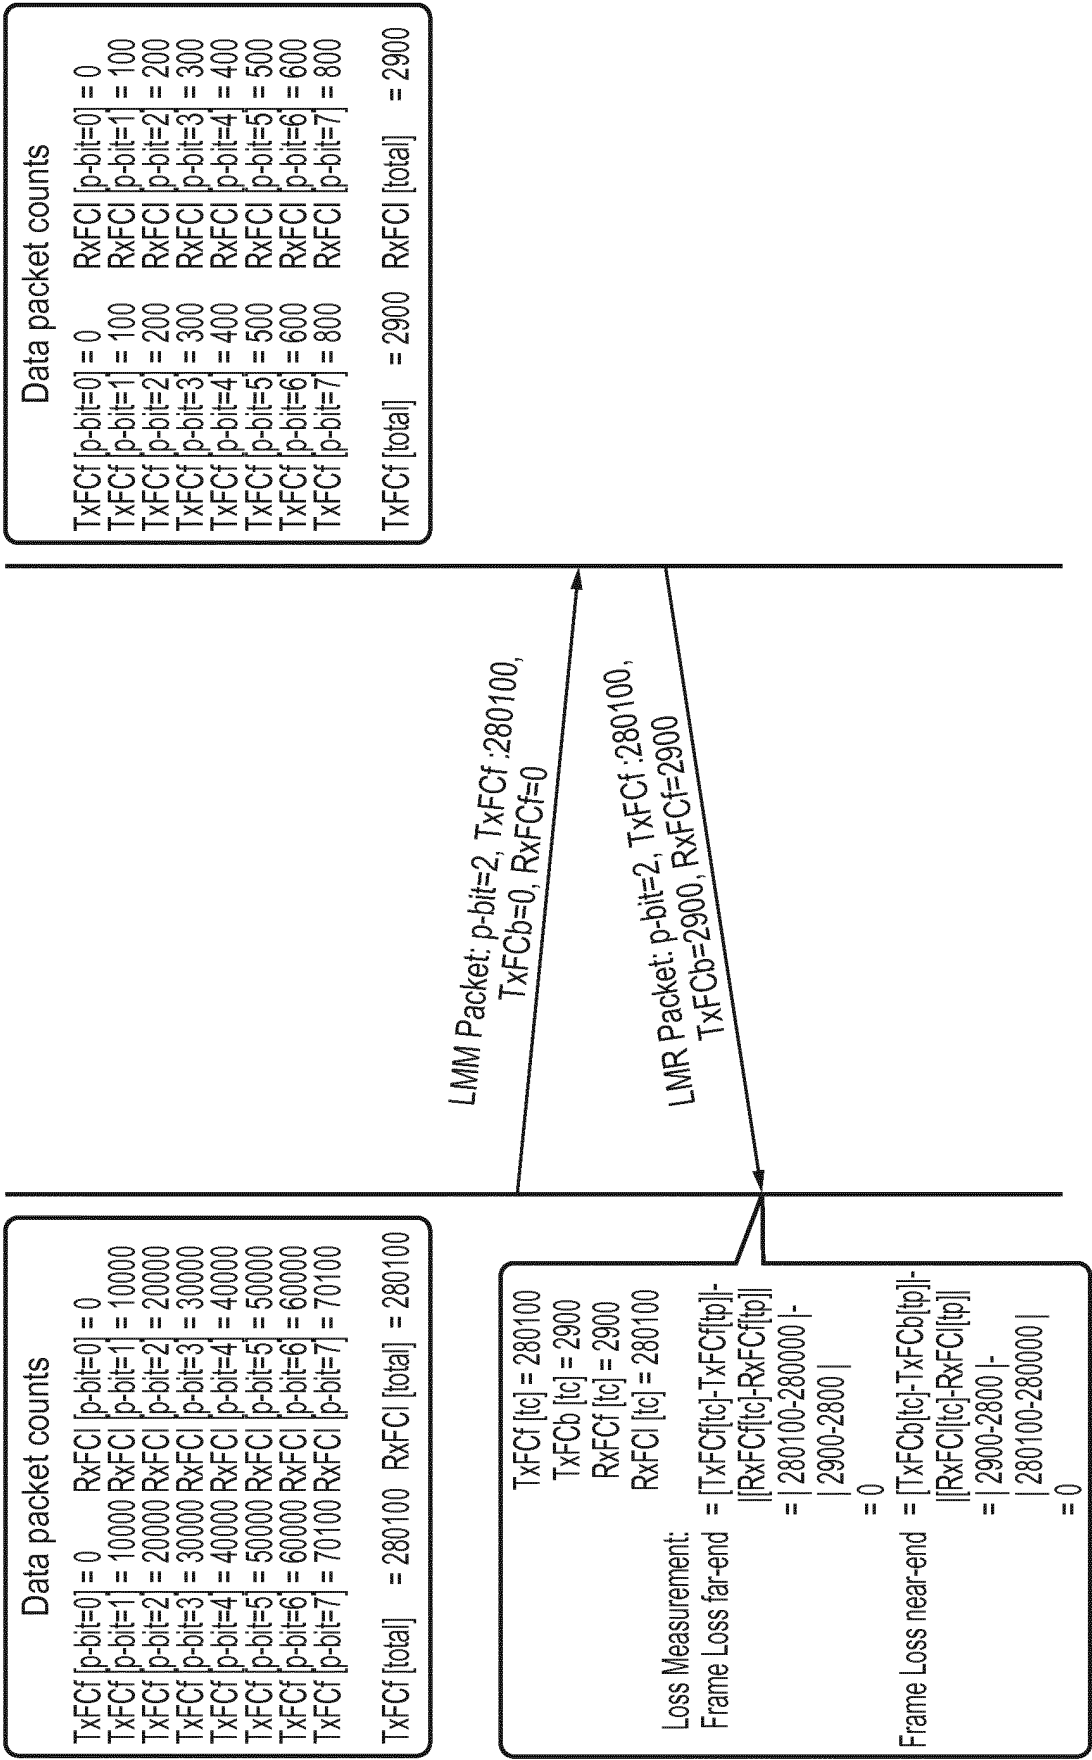 Data packet counts
TxFCf [p-bit=0] = 0 RxFCl [p-bit=0] = 0
TxFCf [p-bit=1] = 10000 RxFCl [p-bit=1] = 10000
TxFCf [p-bit=2] = 20000 RxFCl [p-bit=2] = 20000
TxFCf [p-bit=3] = 30000 RxFCl [p-bit=3] = 30000
TxFCf [p-bit=4] = 40000 RxFCl [p-bit=4] = 40000
TxFCf [p-bit=5] = 50000 RxFCl [p-bit=5] = 50000
TxFCf [p-bit=6] = 60000 RxFCl [p-bit=6] = 60000
TxFCf [p-bit=7] = 70100 RxFCl [p-bit=7] = 70100
TxFCf [total] = 280100 RxFCl [total] = 280100
Data packet counts
TxFCf [p-bit=0] = 0 RxFCl [p-bit=0] = 0
TxFCf [p-bit=1] = 100 RxFCl [p-bit=1] = 100
TxFCf [p-bit=2] = 200 RxFCl [p-bit=2] = 200
TxFCf [p-bit=3] = 300 RxFCl [p-bit=3] = 300
TxFCf [p-bit=4] = 400 RxFCl [p-bit=4] = 400
TxFCf [p-bit=5] = 500 RxFCl [p-bit=5] = 500
TxFCf [p-bit=6] = 600 RxFCl [p-bit=6] = 600
TxFCf [p-bit=7] = 800 RxFCl [p-bit=7] = 800
TxFCf [total] = 2900 RxFCl [total] = 2900
LMM Packet: p-bit=2, TxFCf :280100,
TxFCb=0, RxFCf=0
LMR Packet: p-bit=2, TxFCf :280100,
TxFCb=2900, RxFCf=2900
TxFCf [tc] = 280100
TxFCb [tc] = 2900
RxFCf [tc] = 2900
RxFCl [tc] = 280100
Loss Measurement:
Frame Loss far-end = [TxFCf[tc]-TxFCf[tp]|-
|[RxFCf[tc]-RxFCf[tp]|
= | 280100-280000 |-
| 2900-2800 |
= 0
Frame Loss near-end = [TxFCb[tc]-TxFCb[tp]|-
|[RxFCl[tc]-RxFCl[tp]|
= | 2900-2800 |-
| 280100-280000 |
= 0